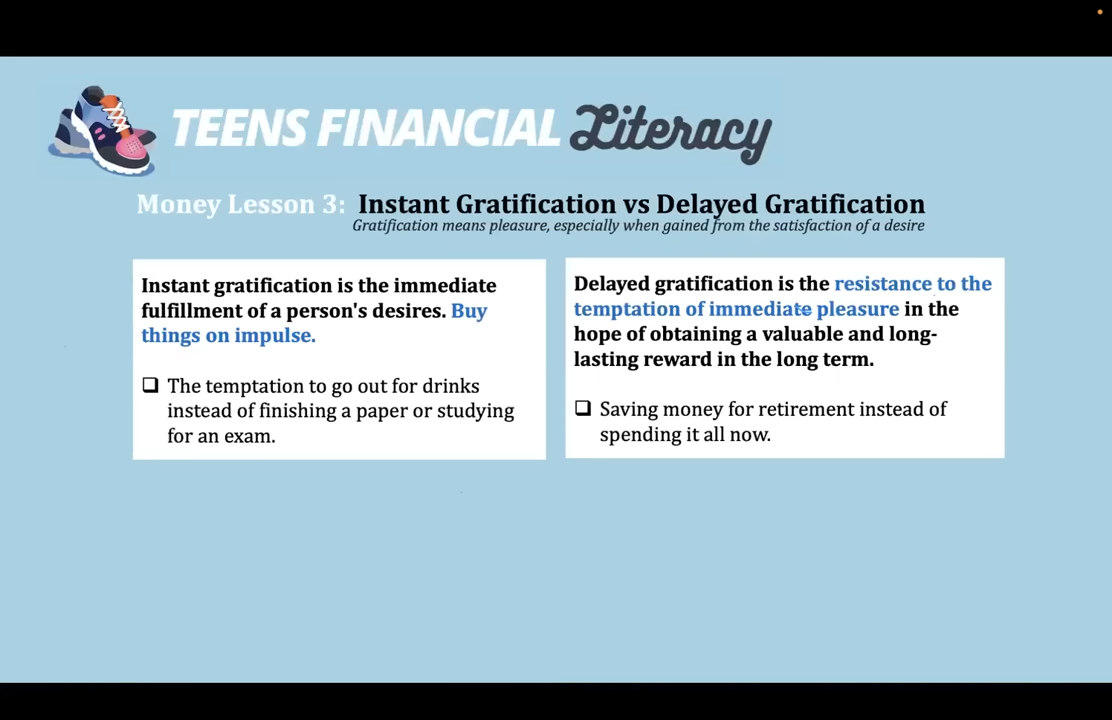 TEENS FINANCIAL Literacy
Money Lesson 3: Instant Gratification vs Delayed Gratification
Gratification means pleasure, especially when gained from the satisfaction of a desire
Instant gratification is the immediate
fulfillment of a person's desires. Buy
things on impulse.
❑ The temptation to go out for drinks
instead of finishing a paper or studying
for an exam.
Delayed gratification is the resistance to the
temptation of immediate pleasure in the
hope of obtaining a valuable and long-
lasting reward in the long term.
❑ Saving money for retirement instead of
spending it all now.